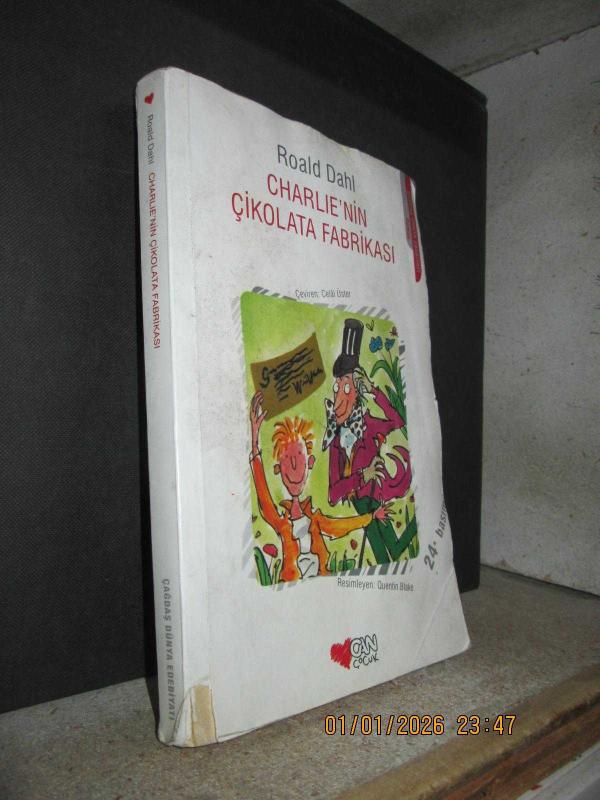 Roald Dahl
CHARLIE'NİN
ÇİKOLATA FABRİKASI
Çeviren: Celâl Üster
24. basım
Resimleyen: Quentin Blake
CAN
ÇOCUK
Roald Dahl CHARLIE'NİN ÇİKOLATA FABRİKASI
ÇAĞDAŞ DÜNYA EDEBİYATI
01/01/2026 23:47